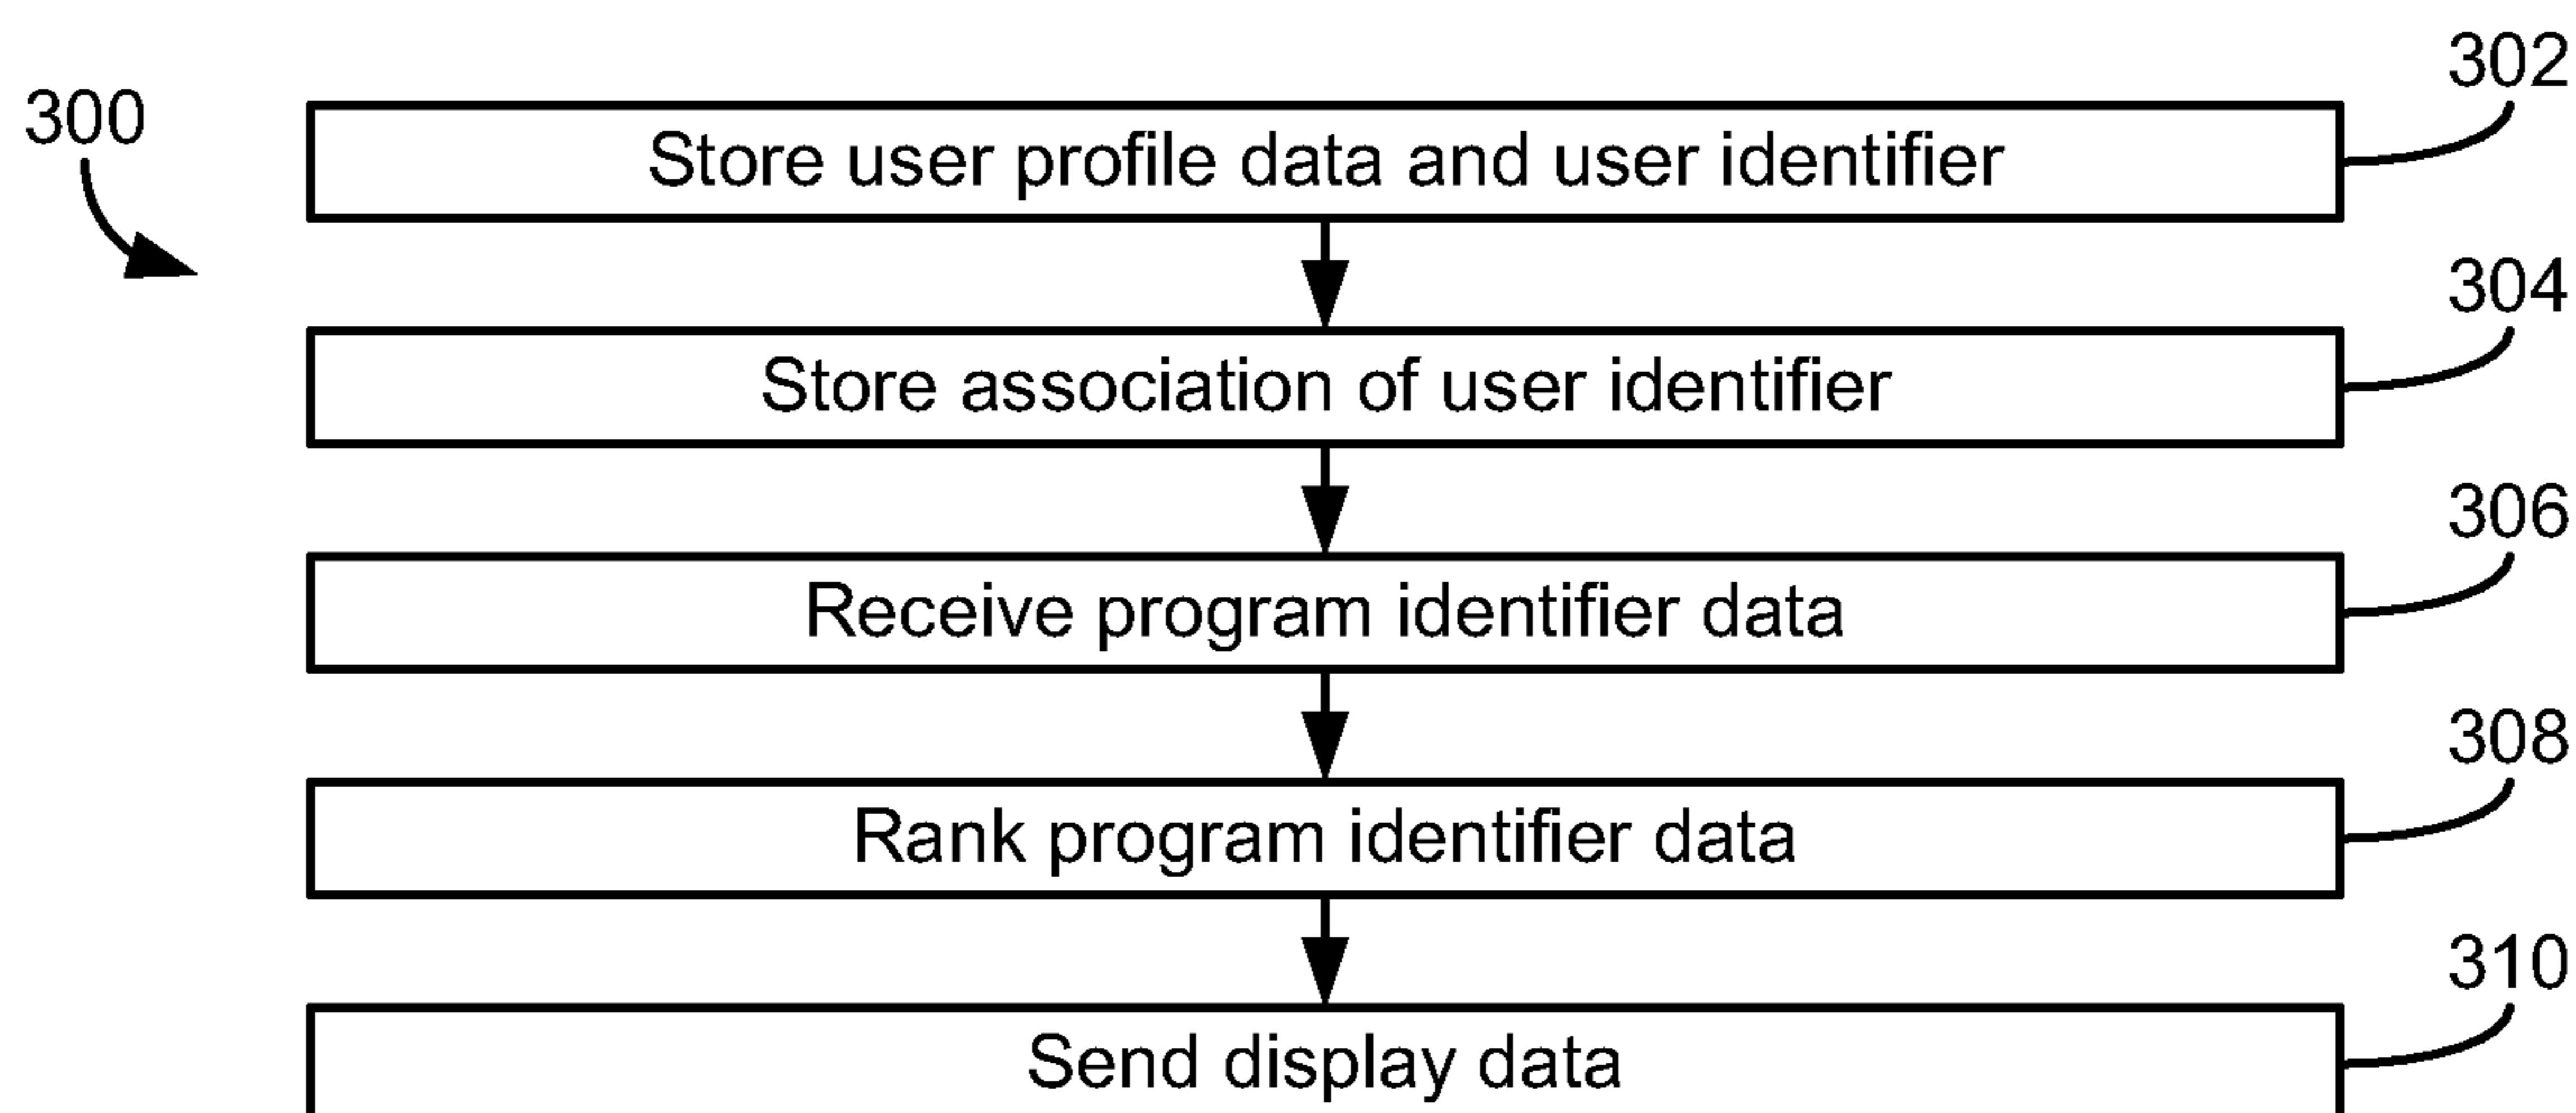 300
302
Store user profile data and user identifier
304
Store association of user identifier
306
Receive program identifier data
308
Rank program identifier data
310
Send display data